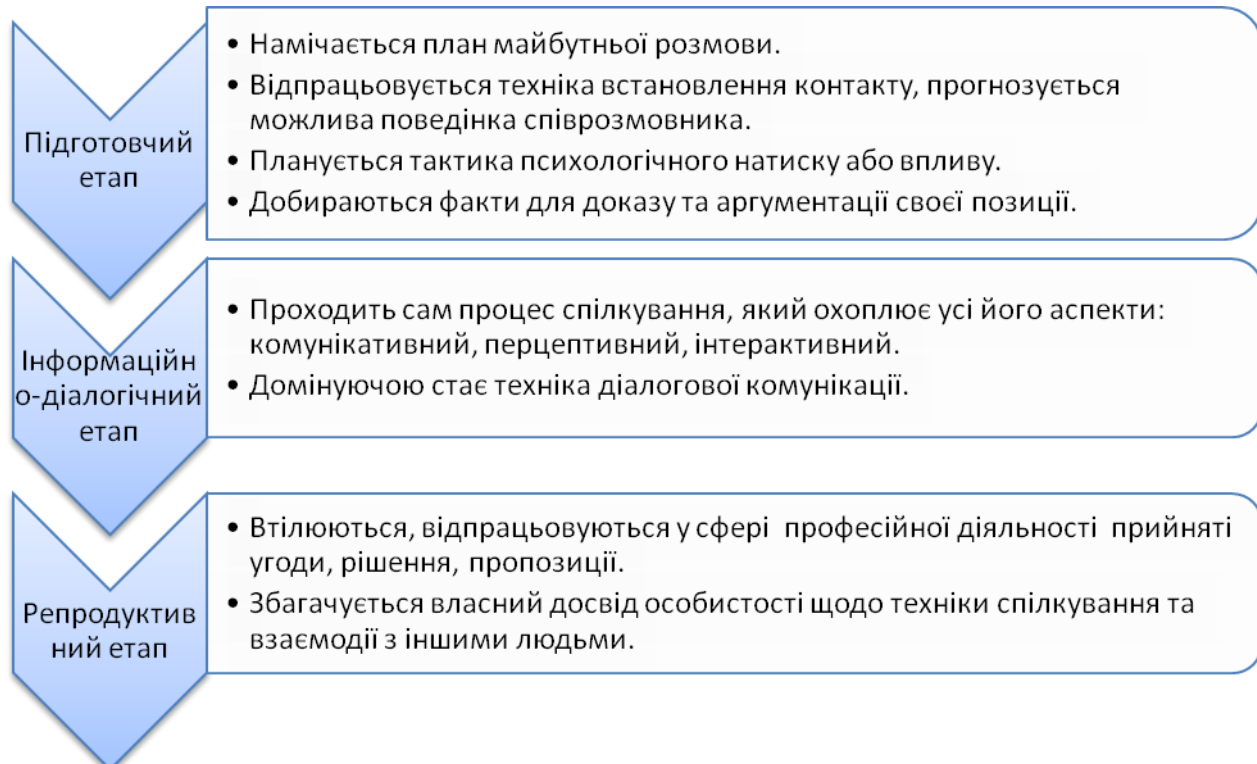 Підготовчий
етап
• Намічається план майбутньої розмови.
• Відпрацьовується техніка встановлення контакту, прогнозується
можлива поведінка співрозмовника.
• Планується тактика психологічного натиску або впливу.
• Добираються факти для доказу та аргументації своєї позиції.
Інформаційн
о-діалогічний
етап
• Проходить сам процес спілкування, який охоплює усі його аспекти:
комунікативний, перцептивний, інтерактивний.
• Домінуючою стає техніка діалогової комунікації.
Репродуктив
ний етап
• Втілюються, відпрацьовуються у сфері професійної діяльності прийняті
угоди, рішення, пропозиції.
• Збагачується власний досвід особистості щодо техніки спілкування та
взаємодії з іншими людьми.